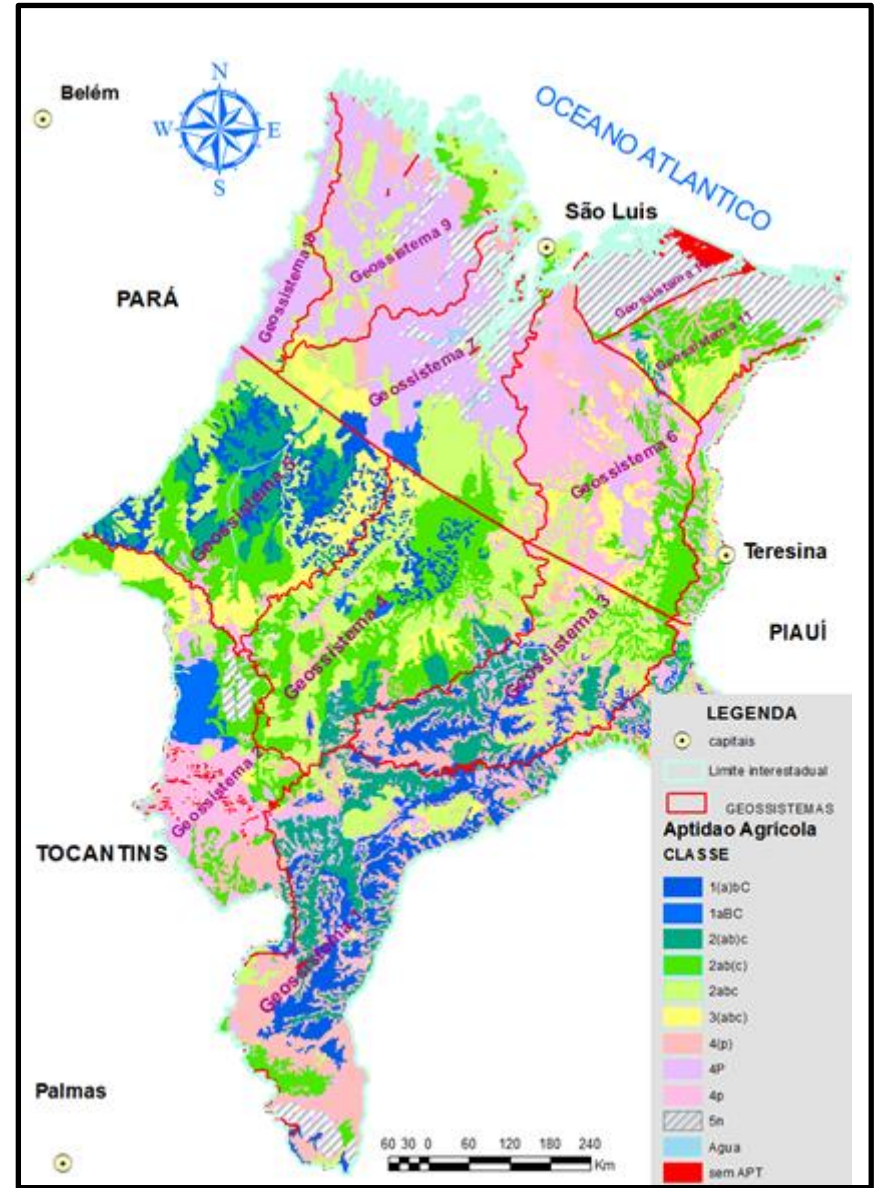 N
Belém
W
E
S
OCEANO ATLANTICO
São Luis
PARÁ
Geossistema 9
Geossistema
Geossistema
Geossistema 11
Geossistema 7
Geossistema 6
Geossistema
Teresina
Geossistema 4
Geossistema 3
PIAUÍ
Geossistema 2
TOCANTINS
Geossistema 1
Palmas
LEGENDA
capitais
Limite interestadual
GEOSSISTEMAS
Aptidao Agrícola
CLASSE
1(a)bC
1aBC
2(ab)c
2ab(c)
2abc
3(abc)
4(p)
4P
4p
5n
Agua
sem APT
60 30 0 60 120 180 240
Km